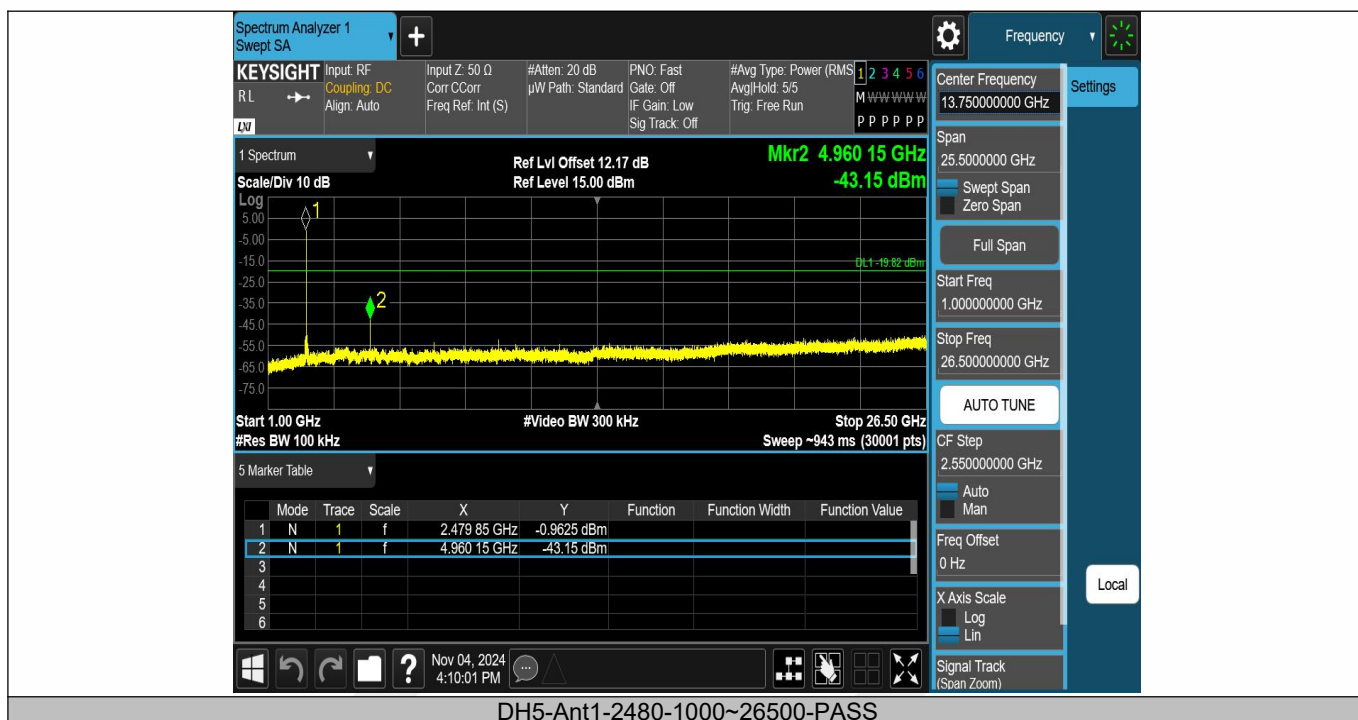 Spectrum Analyzer 1
Swept SA
+
Frequency
KEYSIGHT
RL
LXI
Input: RF
Coupling: DC
Align: Auto
Input Z: 50 Ω
Corr CCorr
Freq Ref: Int (S)
#Atten: 20 dB
µW Path: Standard
PNO: Fast
Gate: Off
IF Gain: Low
Sig Track: Off
#Avg Type: Power (RMS
Avg|Hold: 5/5
Trig: Free Run
1 2 3 4 5 6
M W W W W W
P P P P P P
1 Spectrum
Scale/Div 10 dB
Log
Ref Lvl Offset 12.17 dB
Ref Level 15.00 dBm
Mkr2 4.960 15 GHz
-43.15 dBm
1
2
5.00
-5.00
-15.0
-25.0
-35.0
-45.0
-55.0
-65.0
-75.0
DL1 -19.82 dBm
Start 1.00 GHz
#Res BW 100 kHz
#Video BW 300 kHz
Stop 26.50 GHz
Sweep ~943 ms (30001 pts)
5 Marker Table
Mode Trace Scale X Y Function Function Width Function Value
1 N 1 f 2.479 85 GHz -0.9625 dBm
2 N 1 f 4.960 15 GHz -43.15 dBm
3
4
5
6
?
Nov 04, 2024
4:10:01 PM
Center Frequency
13.750000000 GHz
Settings
Span
25.5000000 GHz
Swept Span
Zero Span
Full Span
Start Freq
1.000000000 GHz
Stop Freq
26.500000000 GHz
AUTO TUNE
CF Step
2.550000000 GHz
Auto
Man
Freq Offset
0 Hz
Local
X Axis Scale
Log
Lin
Signal Track
(Span Zoom)
DH5-Ant1-2480-1000~26500-PASS